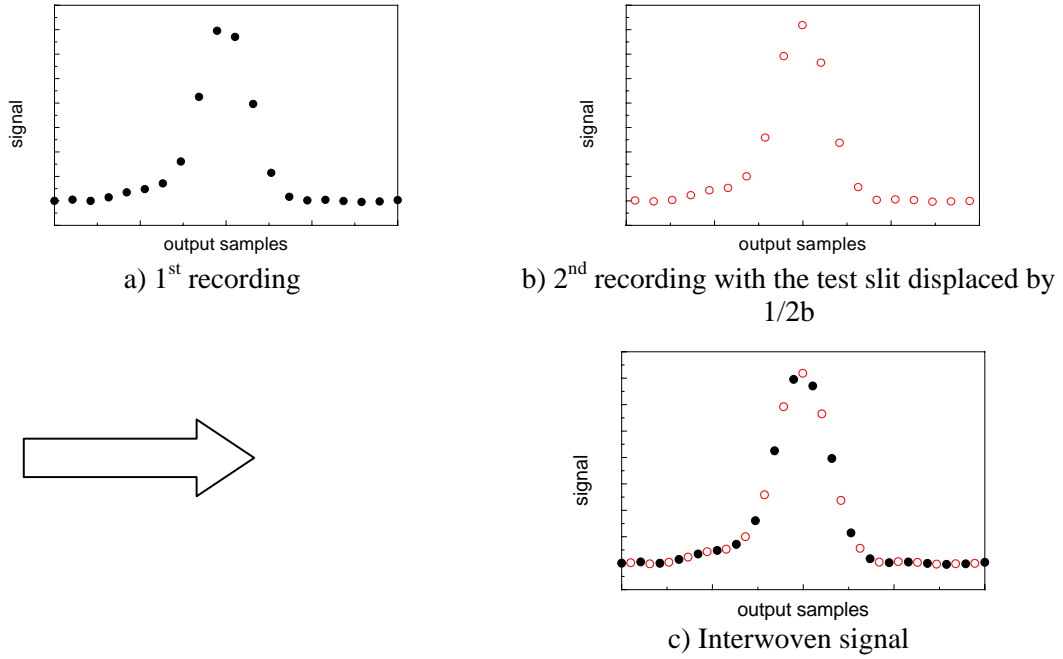 signal
output samples
a) 1st recording
signal
output samples
b) 2nd recording with the test slit displaced by
1/2b
signal
output samples
c) Interwoven signal